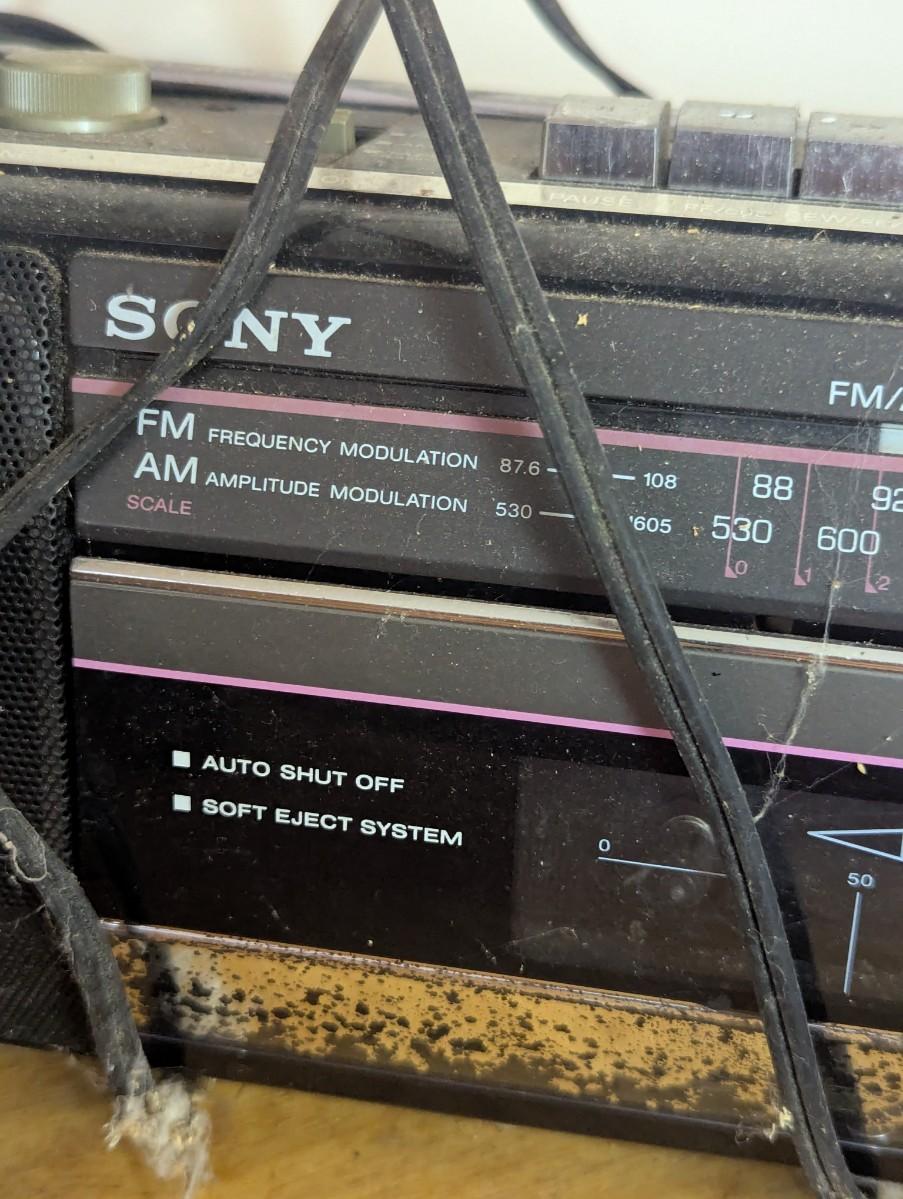 PAUSE
SONY
FM/
FM FREQUENCY MODULATION 87.6 — 108
AM AMPLITUDE MODULATION 530 — 1605
SCALE
88 92
530 600
0 1 2
AUTO SHUT OFF
SOFT EJECT SYSTEM
0
50